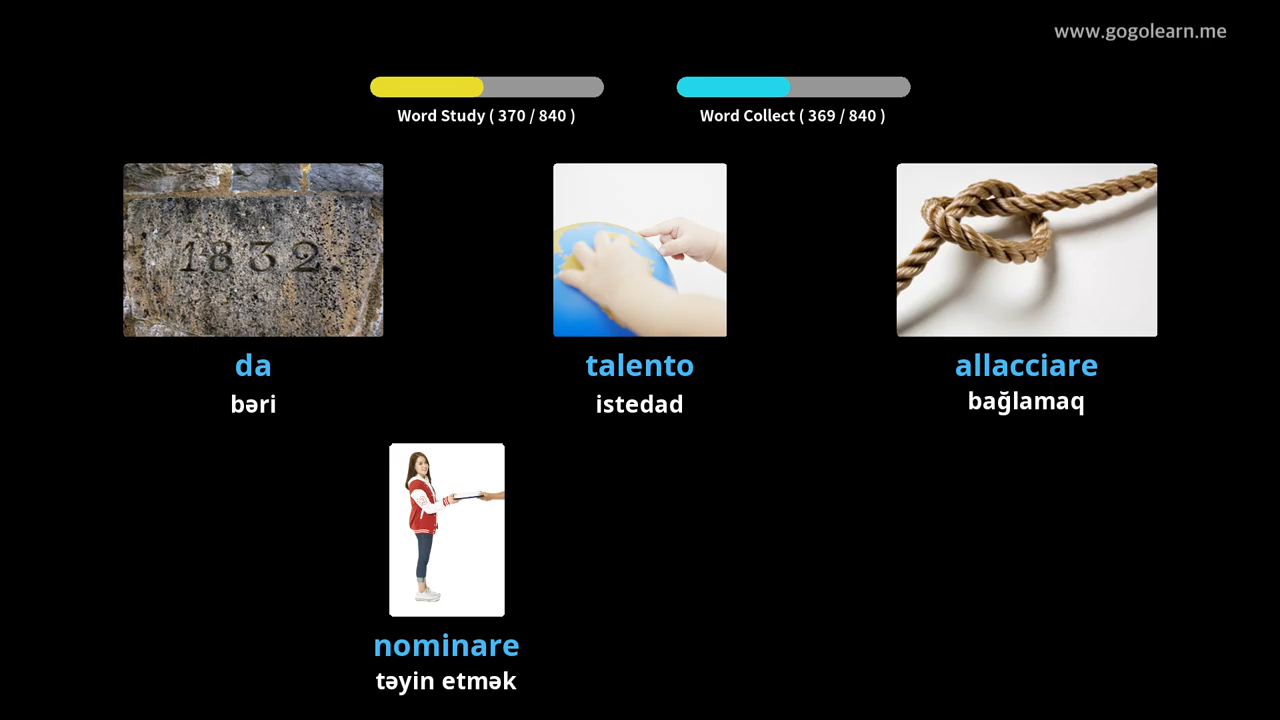 www.gogolearn.me
Word Study ( 370 / 840 )
Word Collect ( 369 / 840 )
1832.
da
talento
allacciare
bəri
istedad
bağlamaq
nominare
təyin etmək